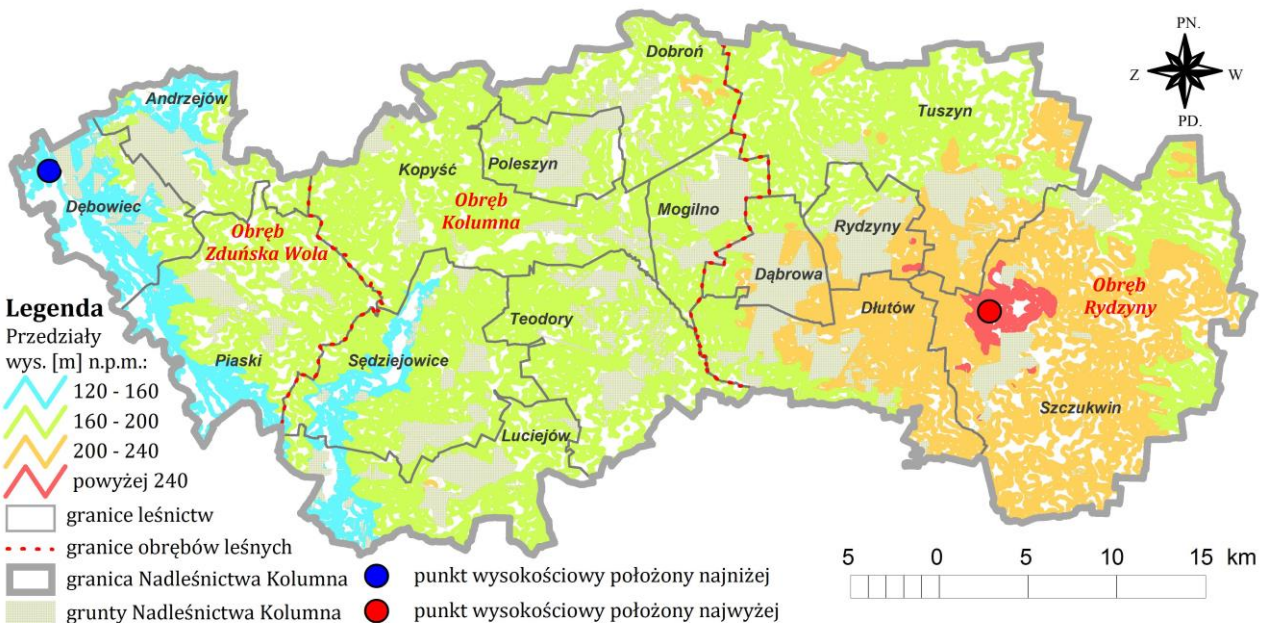 PN.
Z
W
PD.
Dobroń
Andrzejów
Tuszyn
Kopyść
Poleszyn
Dębowiec
Mogilno
Rydzyny
Obręb
Kolumna
Obręb
Zduńska Wola
Dąbrowa
Obręb
Rydzyny
Dłutów
Teodory
Piaski
Sędziejowice
Szczukwin
Luciejów
Legenda
Przedziały
wys. [m] n.p.m.:
120 - 160
160 - 200
200 - 240
powyżej 240
granice leśnictw
granice obrębów leśnych
granica Nadleśnictwa Kolumna
grunty Nadleśnictwa Kolumna
punkt wysokościowy położony najniżej
punkt wysokościowy położony najwyżej
5 0 5 10 15 km